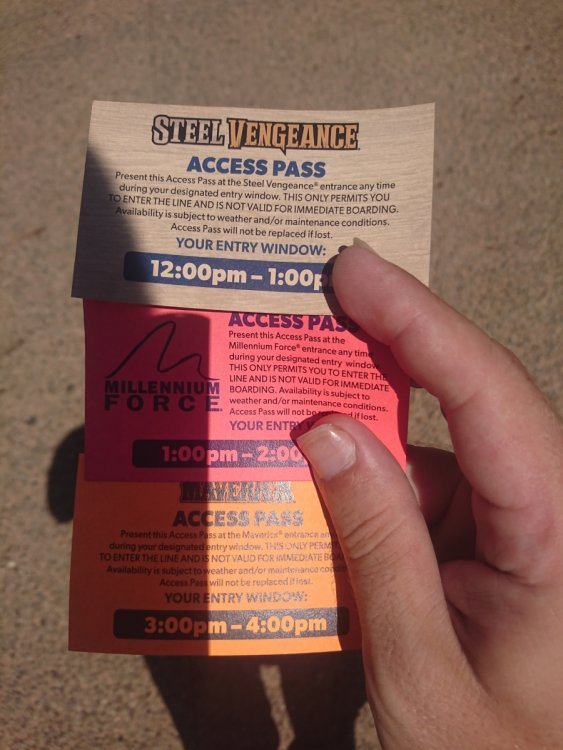 STEEL VENGEANCE
ACCESS PASS
Present this Access Pass at the Steel Vengeance® entrance any time
during your designated entry window. THIS ONLY PERMITS YOU
TO ENTER THE LINE AND IS NOT VALID FOR IMMEDIATE BOARDING.
Availability is subject to weather and/or maintenance conditions.
Access Pass will not be replaced if lost.
YOUR ENTRY WINDOW:
12:00pm – 1:00p
MILLENNIUM
FORCE
ACCESS PASS
Present this Access Pass at the
Millennium Force® entrance any time
during your designated entry window.
THIS ONLY PERMITS YOU TO ENTER THE
LINE AND IS NOT VALID FOR IMMEDIATE
BOARDING. Availability is subject to
weather and/or maintenance conditions.
Access Pass will not be replaced if lost.
YOUR ENTRY
1:00pm – 2:00
MAVERICK
ACCESS PASS
Present this Access Pass at the Maverick® entrance
during your designated entry window. THIS ONLY
TO ENTER THE LINE AND IS NOT VALID FOR IMMEDIATE
Availability is subject to weather and/or maintenance
Access Pass will not be replaced if lost.
YOUR ENTRY WINDOW:
3:00pm – 4:00pm